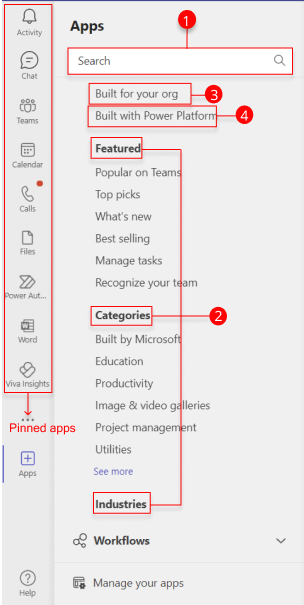 Activity
Chat
Teams
Calendar
Calls
Files
Power Aut...
Word
Viva Insights
...
Pinned apps
Apps
Help
Apps
1
Search
Built for your org
3
Built with Power Platform
4
Featured
Popular on Teams
Top picks
What's new
Best selling
Manage tasks
Recognize your team
Categories
2
Built by Microsoft
Education
Productivity
Image & video galleries
Project management
Utilities
See more
Industries
Workflows
Manage your apps